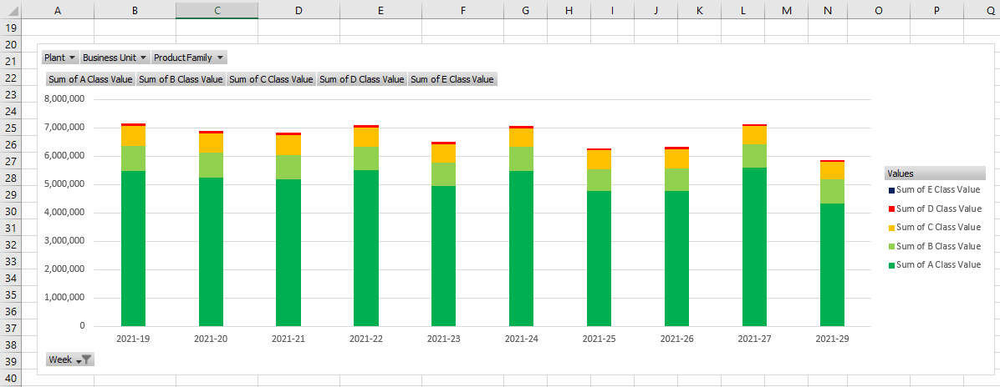 A B C D E F G H I J K L M N O P Q
19
20
21
22
23
24
25
26
27
28
29
30
31
32
33
34
35
36
37
38
39
40
Plant Business Unit ProductFamily
Sum of A Class Value Sum of B Class Value Sum of C Class Value Sum of D Class Value Sum of E Class Value
8,000,000
7,000,000
6,000,000
5,000,000
4,000,000
3,000,000
2,000,000
1,000,000
0
2021-19 2021-20 2021-21 2021-22 2021-23 2021-24 2021-25 2021-26 2021-27 2021-29
Week
Values
Sum of E Class Value
Sum of D Class Value
Sum of C Class Value
Sum of B Class Value
Sum of A Class Value